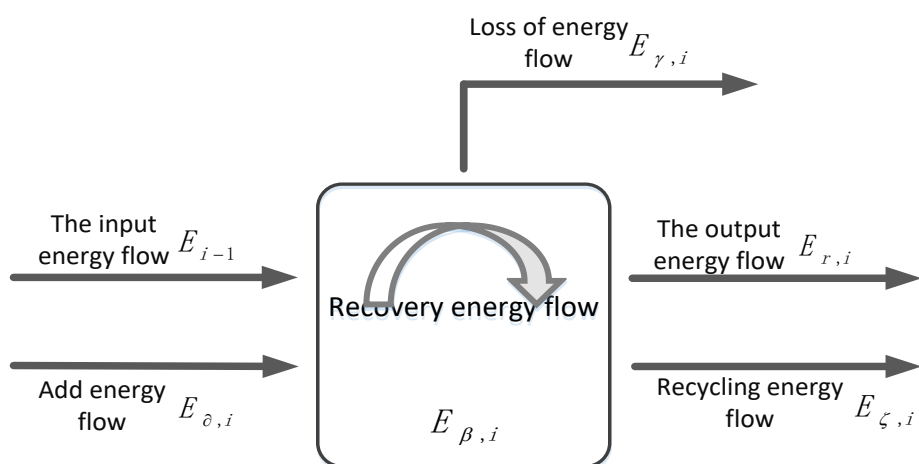 Loss of energy
flow E γ,i
The input
energy flow E i-1
The output
energy flow E r,i
Recovery energy flow
Add energy
flow E ∂,i
Recycling energy
flow E ζ,i
E β,i